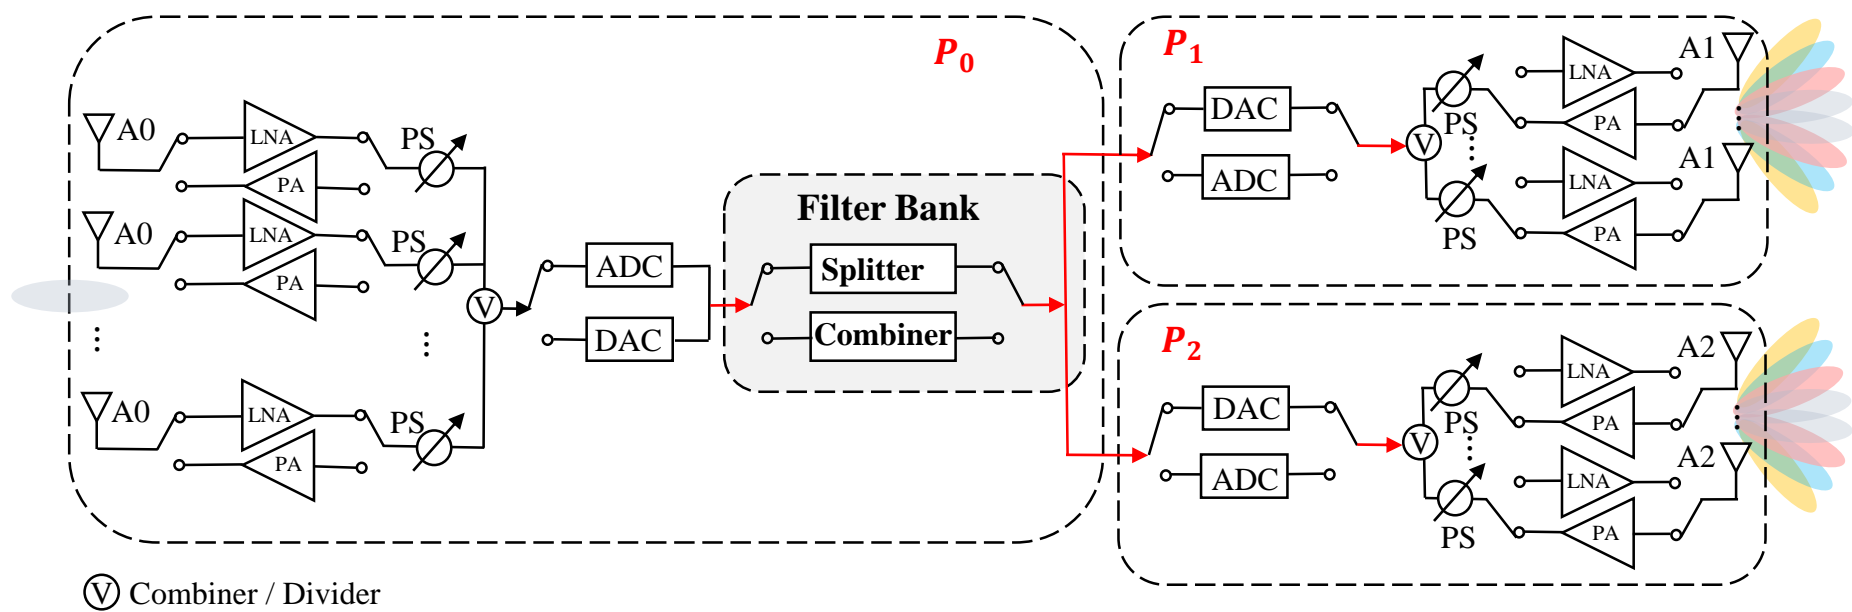 P0
A0
LNA
PS
PA
A0
LNA
PS
PA
V
ADC
DAC
A0
LNA
PS
PA
Filter Bank
Splitter
Combiner
P1
DAC
ADC
V
PS
PS
LNA
A1
PA
LNA
A1
PA
P2
DAC
ADC
V
PS
PS
LNA
A2
PA
LNA
A2
PA
V Combiner / Divider